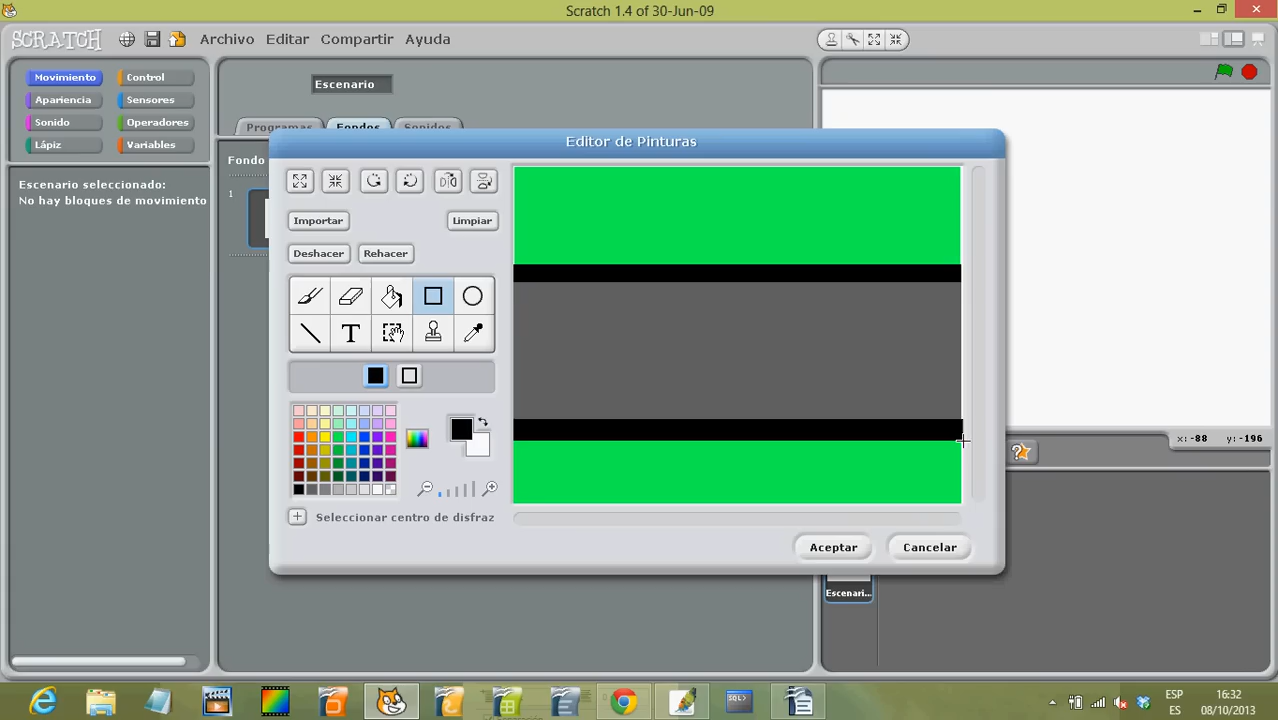 Scratch 1.4 of 30-Jun-09
SCRATCH Archivo Editar Compartir Ayuda
Movimiento Control
Apariencia Sensores
Sonido Operadores
Lápiz Variables
Escenario
Programas Fondos Sonidos
Fondo
1
Escenario seleccionado:
No hay bloques de movimiento
Editor de Pinturas
Importar Limpiar
Deshacer Rehacer
T
Seleccionar centro de disfraz
Aceptar Cancelar
x: -88 y: -196
Escenari...
SQL>
ESP
ES
16:32
08/10/2013